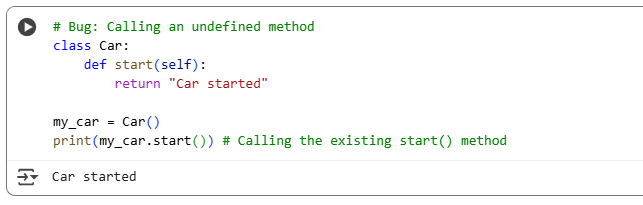 # Bug: Calling an undefined method
class Car:
    def start(self):
        return "Car started"

my_car = Car()
print(my_car.start()) # Calling the existing start() method
Car started